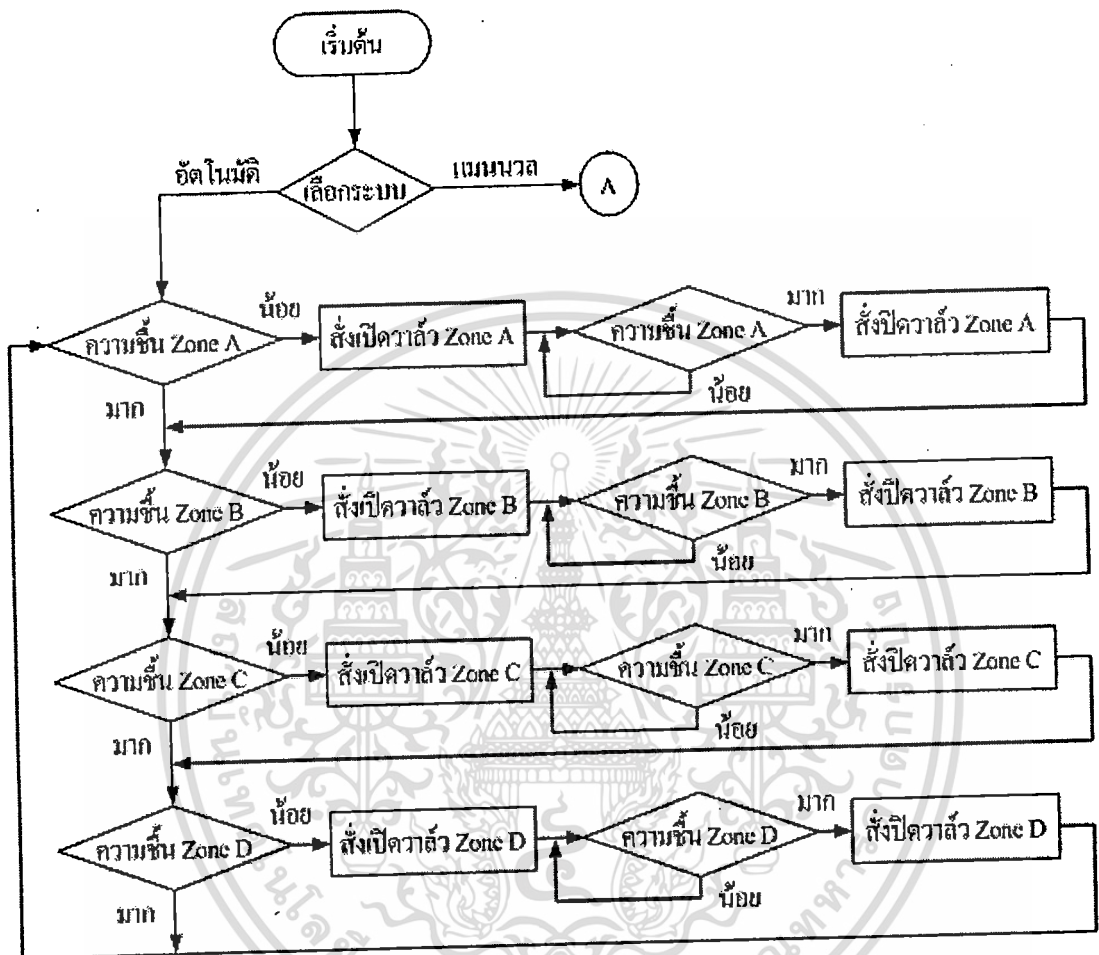 เริ่มต้น
อัตโนมัติ
เลือกระบบ
แมนนวล
A
ความชื้น Zone A
น้อย
สั่งเปิดวาล์ว Zone A
ความชื้น Zone A
มาก
สั่งปิดวาล์ว Zone A
น้อย
มาก
ความชื้น Zone B
น้อย
สั่งเปิดวาล์ว Zone B
ความชื้น Zone B
มาก
สั่งปิดวาล์ว Zone B
น้อย
มาก
ความชื้น Zone C
น้อย
สั่งเปิดวาล์ว Zone C
ความชื้น Zone C
มาก
สั่งปิดวาล์ว Zone C
น้อย
มาก
ความชื้น Zone D
น้อย
สั่งเปิดวาล์ว Zone D
ความชื้น Zone D
มาก
สั่งปิดวาล์ว Zone D
น้อย
มาก